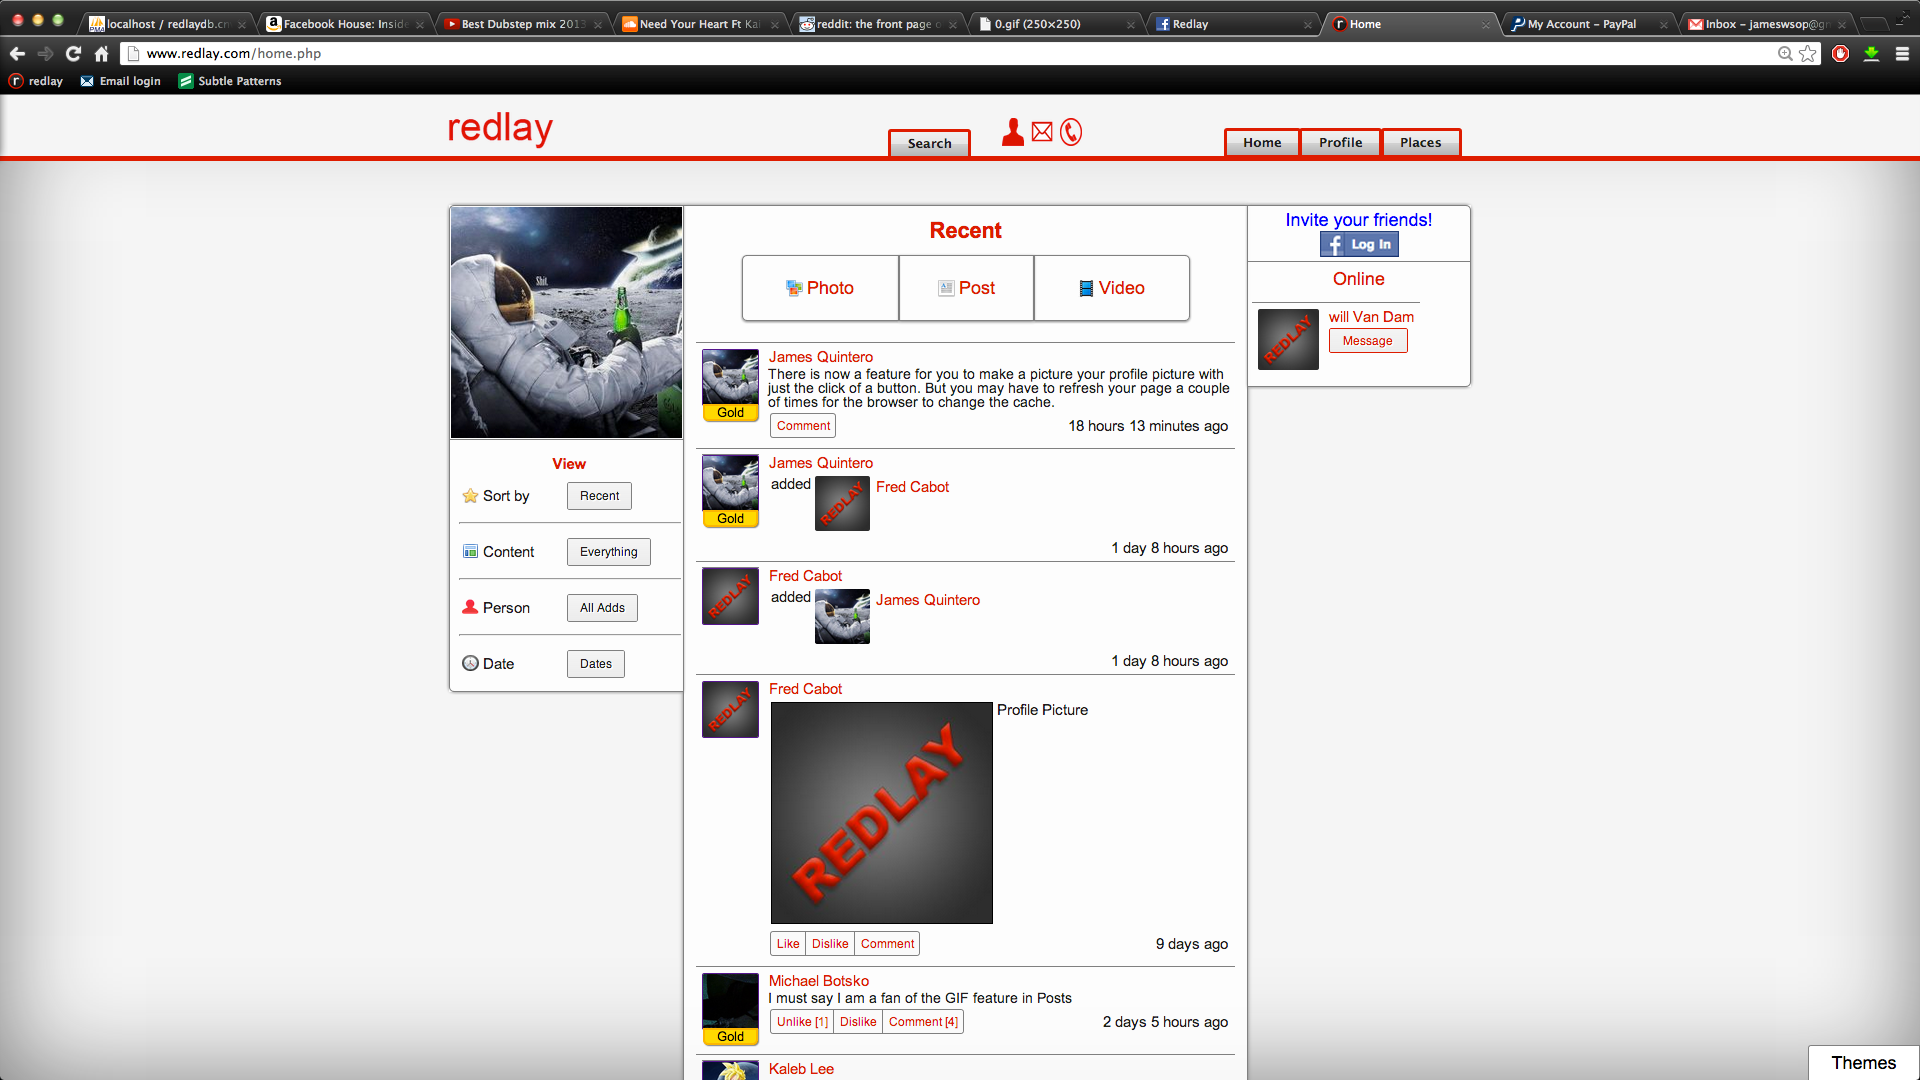 localhost / redlaydb.c
Facebook House: Inside
Best Dubstep mix 2013
Need Your Heart Ft Kai
reddit: the front page o
0.gif (250×250)
Redlay
Home
My Account - PayPal
Inbox - jameswsop@gm
www.redlay.com/home.php
redlay
Email login
Subtle Patterns
redlay
Search
Home
Profile
Places
Shit.
View
Sort by
Recent
Content
Everything
Person
All Adds
Date
Dates
Recent
Photo
Post
Video
James Quintero
There is now a feature for you to make a picture your profile picture with
just the click of a button. But you may have to refresh your page a couple
of times for the browser to change the cache.
Gold
Comment
18 hours 13 minutes ago
James Quintero
added
REDLAY
Fred Cabot
Gold
1 day 8 hours ago
REDLAY
Fred Cabot
added
James Quintero
1 day 8 hours ago
REDLAY
Fred Cabot
REDLAY
Profile Picture
Like
Dislike
Comment
9 days ago
Michael Botsko
I must say I am a fan of the GIF feature in Posts
Gold
Unlike [1]
Dislike
Comment [4]
2 days 5 hours ago
Kaleb Lee
Invite your friends!
f Log In
Online
REDLAY
will Van Dam
Message
Themes